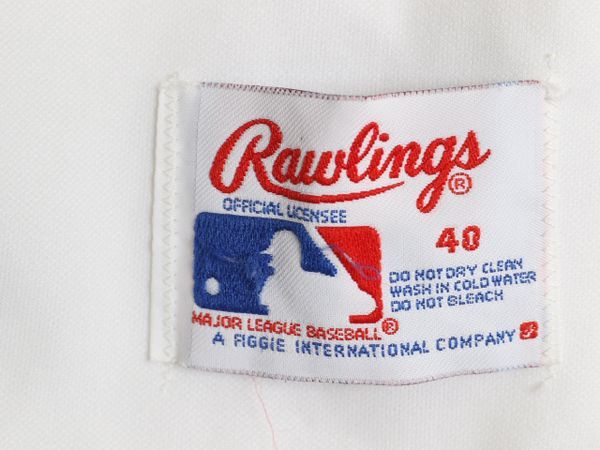 Rawlings®
OFFICIAL LICENSEE
40
DO NOT DRY CLEAN
WASH IN COLD WATER
DO NOT BLEACH
MAJOR LEAGUE BASEBALL®
A FIGGIE INTERNATIONAL COMPANY